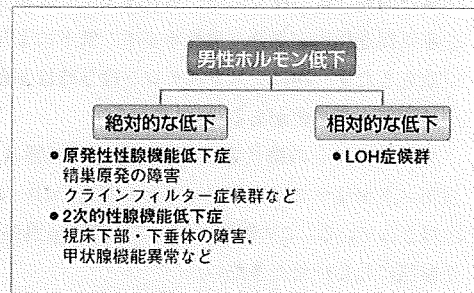 男性ホルモン低下
絶対的な低下
●原発性性腺機能低下症
精巣原発の障害
クラインフィルター症候群など
●2次的性腺機能低下症
視床下部・下垂体の障害,
甲状腺機能異常など
相対的な低下
●LOH症候群